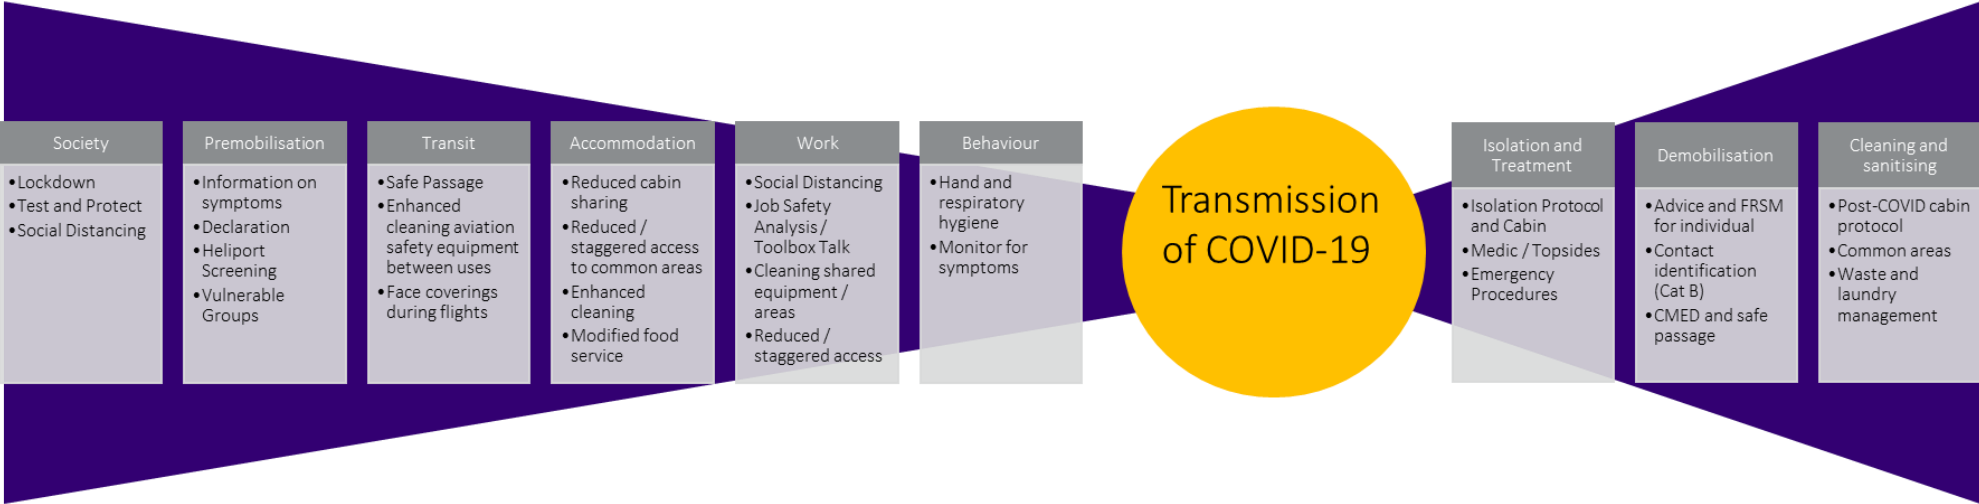 Society
•Lockdown
•Test and Protect
•Social Distancing
Premobilisation
•Information on
symptoms
•Declaration
•Heliport
Screening
•Vulnerable
Groups
Transit
•Safe Passage
•Enhanced
cleaning aviation
safety equipment
between uses
•Face coverings
during flights
Accommodation
•Reduced cabin
sharing
•Reduced /
staggered access
to common areas
•Enhanced
cleaning
•Modified food
service
Work
•Social Distancing
•Job Safety
Analysis /
Toolbox Talk
•Cleaning shared
equipment /
areas
•Reduced /
staggered access
Behaviour
•Hand and
respiratory
hygiene
•Monitor for
symptoms
Transmission
of COVID-19
Isolation and
Treatment
•Isolation Protocol
and Cabin
•Medic / Topsides
•Emergency
Procedures
Demobilisation
•Advice and FRSM
for individual
•Contact
identification
(Cat B)
•CMED and safe
passage
Cleaning and
sanitising
•Post-COVID cabin
protocol
•Common areas
•Waste and
laundry
management